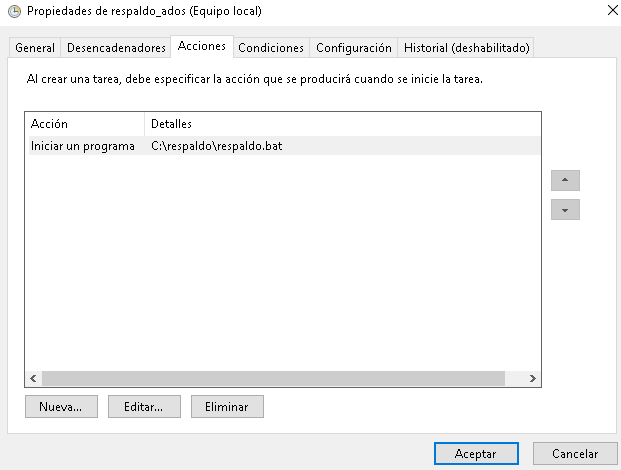 Propiedades de respaldo_ados (Equipo local)
General Desencadenadores Acciones Condiciones Configuración Historial (deshabilitado)
Al crear una tarea, debe especificar la acción que se producirá cuando se inicie la tarea.
Acción Detalles
Iniciar un programa C:\respaldo\respaldo.bat
Nueva... Editar... Eliminar
Aceptar Cancelar